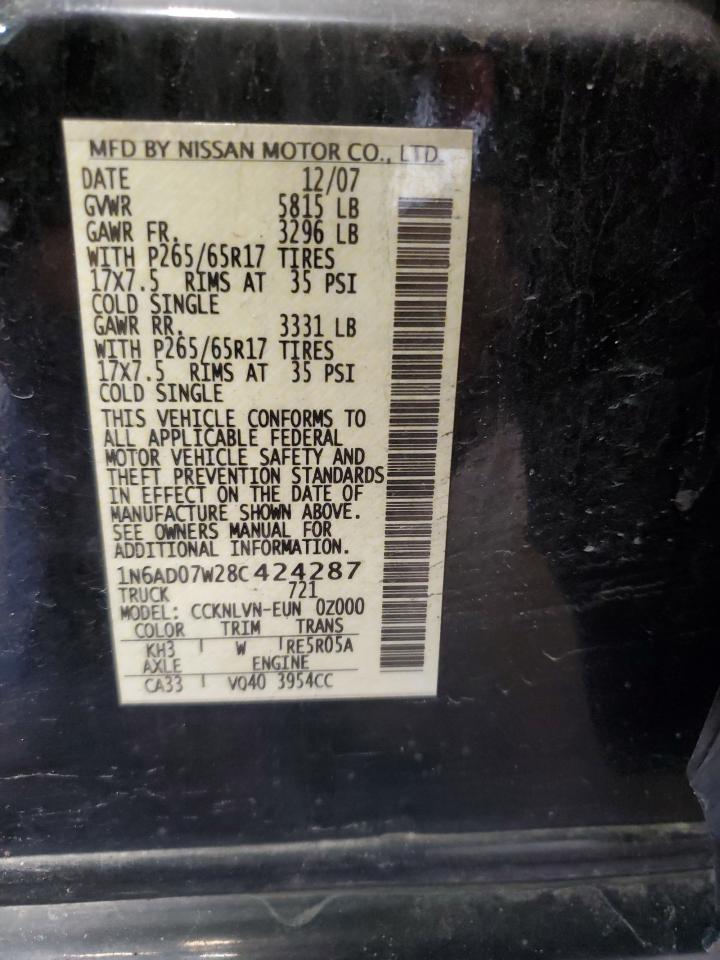 MFD BY NISSAN MOTOR CO., LTD.
DATE 12/07
GVWR 5815 LB
GAWR FR. 3296 LB
WITH P265/65R17 TIRES
17X7.5 RIMS AT 35 PSI
COLD SINGLE
GAWR RR. 3331 LB
WITH P265/65R17 TIRES
17X7.5 RIMS AT 35 PSI
COLD SINGLE
THIS VEHICLE CONFORMS TO
ALL APPLICABLE FEDERAL
MOTOR VEHICLE SAFETY AND
THEFT PREVENTION STANDARDS
IN EFFECT ON THE DATE OF
MANUFACTURE SHOWN ABOVE.
SEE OWNERS MANUAL FOR
ADDITIONAL INFORMATION.
1N6AD07W28C424287
TRUCK 721
MODEL: CCKNLVN-EUN 0Z000
COLOR TRIM TRANS
KH3 W RE5R05A
AXLE ENGINE
CA33 VQ40 3954CC